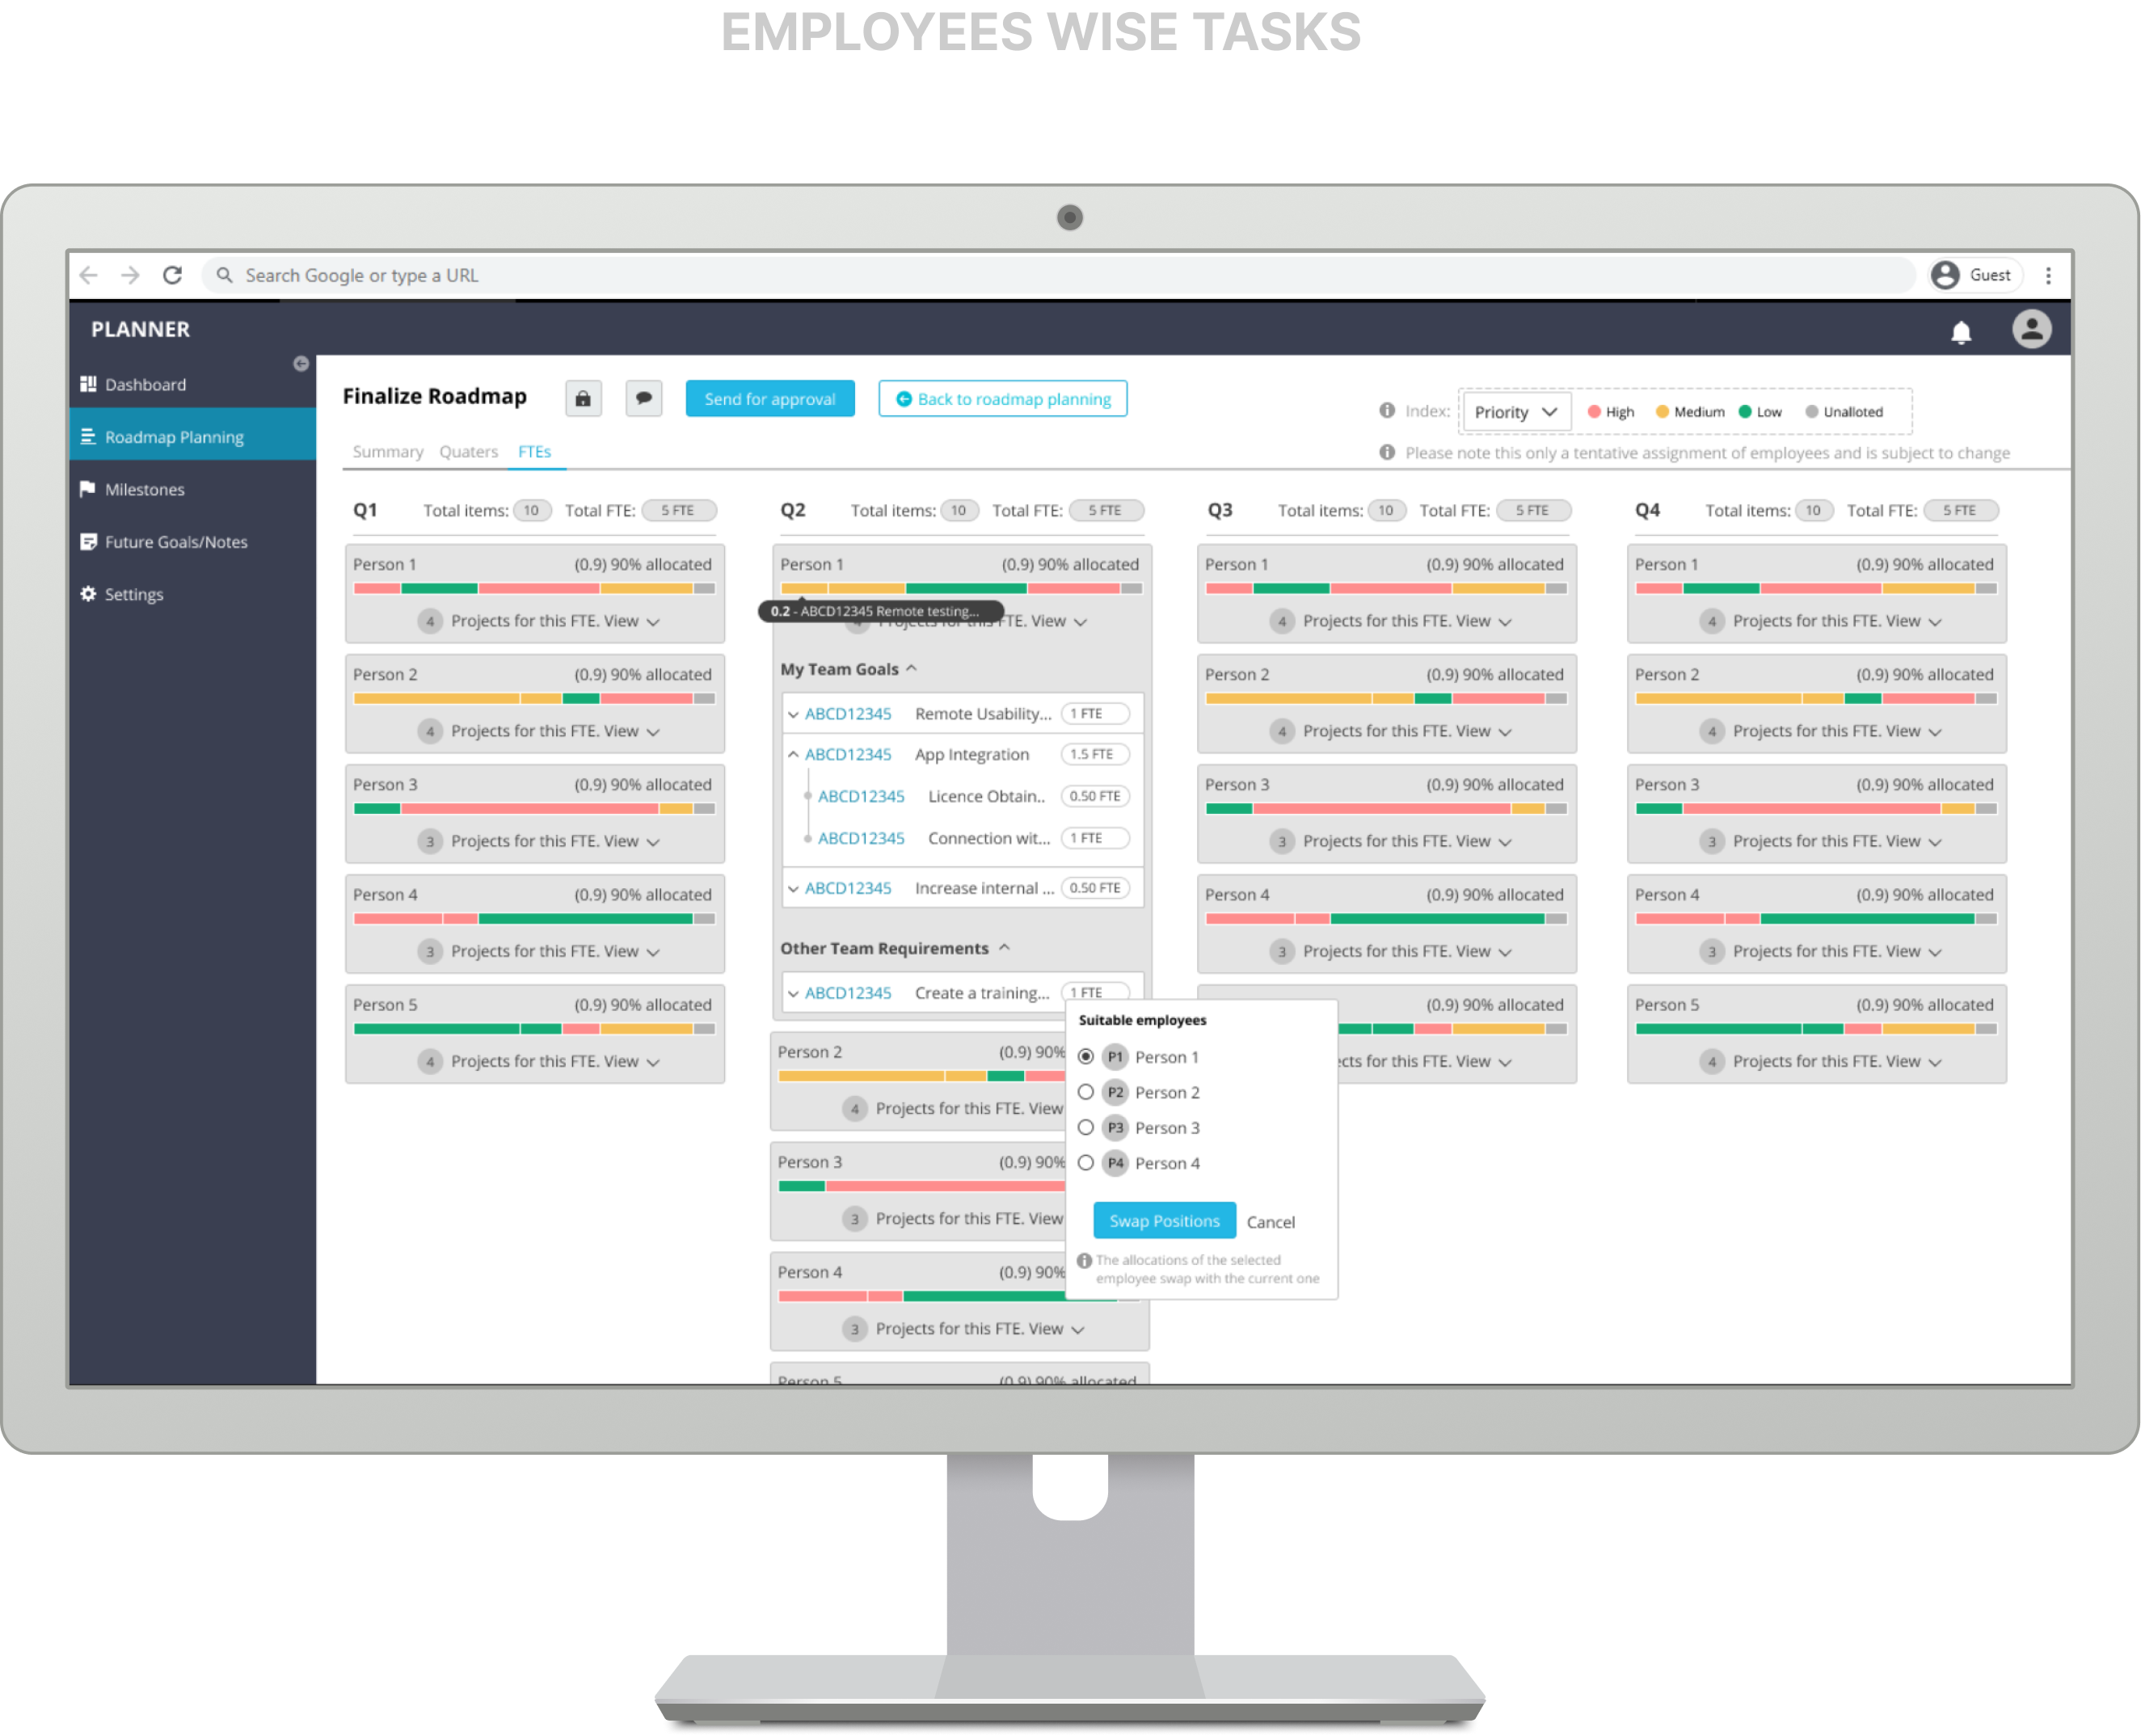 EMPLOYEES WISE TASKS
Search Google or type a URL
Guest
PLANNER
Dashboard
Roadmap Planning
Milestones
Future Goals/Notes
Settings
Finalize Roadmap
Send for approval
Back to roadmap planning
Index: Priority High Medium Low Unalloted
Summary Quaters FTEs
Please note this only a tentative assignment of employees and is subject to change
Q1 Total items: 10 Total FTE: 5 FTE
Person 1 (0.9) 90% allocated
4 Projects for this FTE. View
Person 2 (0.9) 90% allocated
4 Projects for this FTE. View
Person 3 (0.9) 90% allocated
3 Projects for this FTE. View
Person 4 (0.9) 90% allocated
3 Projects for this FTE. View
Person 5 (0.9) 90% allocated
4 Projects for this FTE. View
Q2 Total items: 10 Total FTE: 5 FTE
Person 1 (0.9) 90% allocated
0.2 - ABCD12345 Remote testing...
4 Projects for this FTE. View
My Team Goals
ABCD12345 Remote Usability... 1 FTE
ABCD12345 App Integration 1.5 FTE
ABCD12345 Licence Obtain.. 0.50 FTE
ABCD12345 Connection wit... 1 FTE
ABCD12345 Increase internal ... 0.50 FTE
Other Team Requirements
ABCD12345 Create a training... 1 FTE
Person 2 (0.9) 90%
4 Projects for this FTE. View
Person 3 (0.9) 90%
3 Projects for this FTE. View
Person 4 (0.9) 90%
3 Projects for this FTE. View
Person 5 (0.9) 90% allocated
Suitable employees
P1 Person 1
P2 Person 2
P3 Person 3
P4 Person 4
Swap Positions Cancel
The allocations of the selected
employee swap with the current one
Q3 Total items: 10 Total FTE: 5 FTE
Person 1 (0.9) 90% allocated
4 Projects for this FTE. View
Person 2 (0.9) 90% allocated
4 Projects for this FTE. View
Person 3 (0.9) 90% allocated
3 Projects for this FTE. View
Person 4 (0.9) 90% allocated
3 Projects for this FTE. View
(0.9) 90% allocated
for this FTE. View
Q4 Total items: 10 Total FTE: 5 FTE
Person 1 (0.9) 90% allocated
4 Projects for this FTE. View
Person 2 (0.9) 90% allocated
4 Projects for this FTE. View
Person 3 (0.9) 90% allocated
3 Projects for this FTE. View
Person 4 (0.9) 90% allocated
3 Projects for this FTE. View
Person 5 (0.9) 90% allocated
4 Projects for this FTE. View